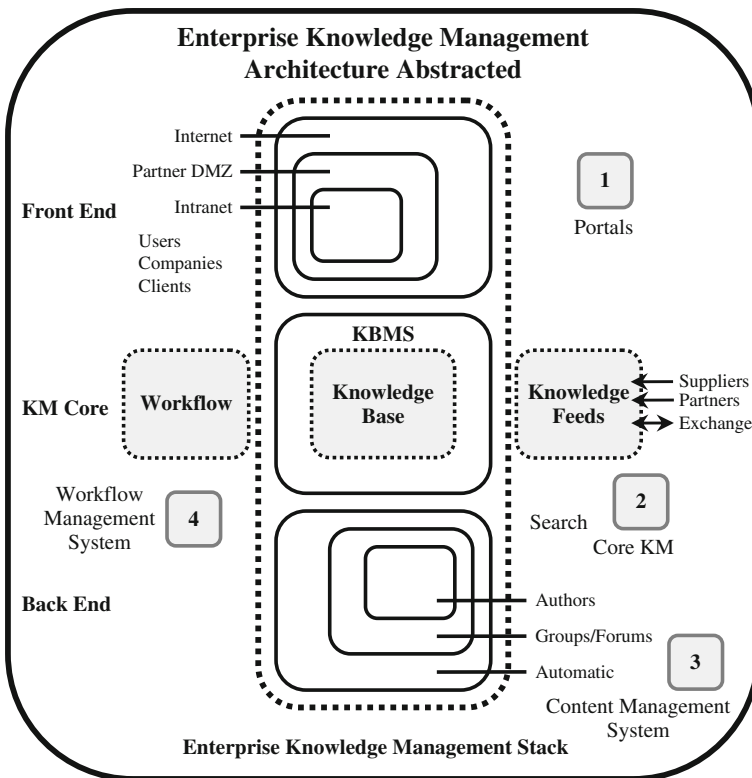 Enterprise Knowledge Management
Architecture Abstracted
Internet
Partner DMZ
Front End
Intranet
Users
Companies
Clients
1
Portals
KBMS
KM Core
Workflow
Knowledge
Base
Knowledge
Feeds
Suppliers
Partners
Exchange
Workflow
Management
System
4
Search
2
Core KM
Back End
Authors
Groups/Forums
Automatic
3
Content Management
System
Enterprise Knowledge Management Stack